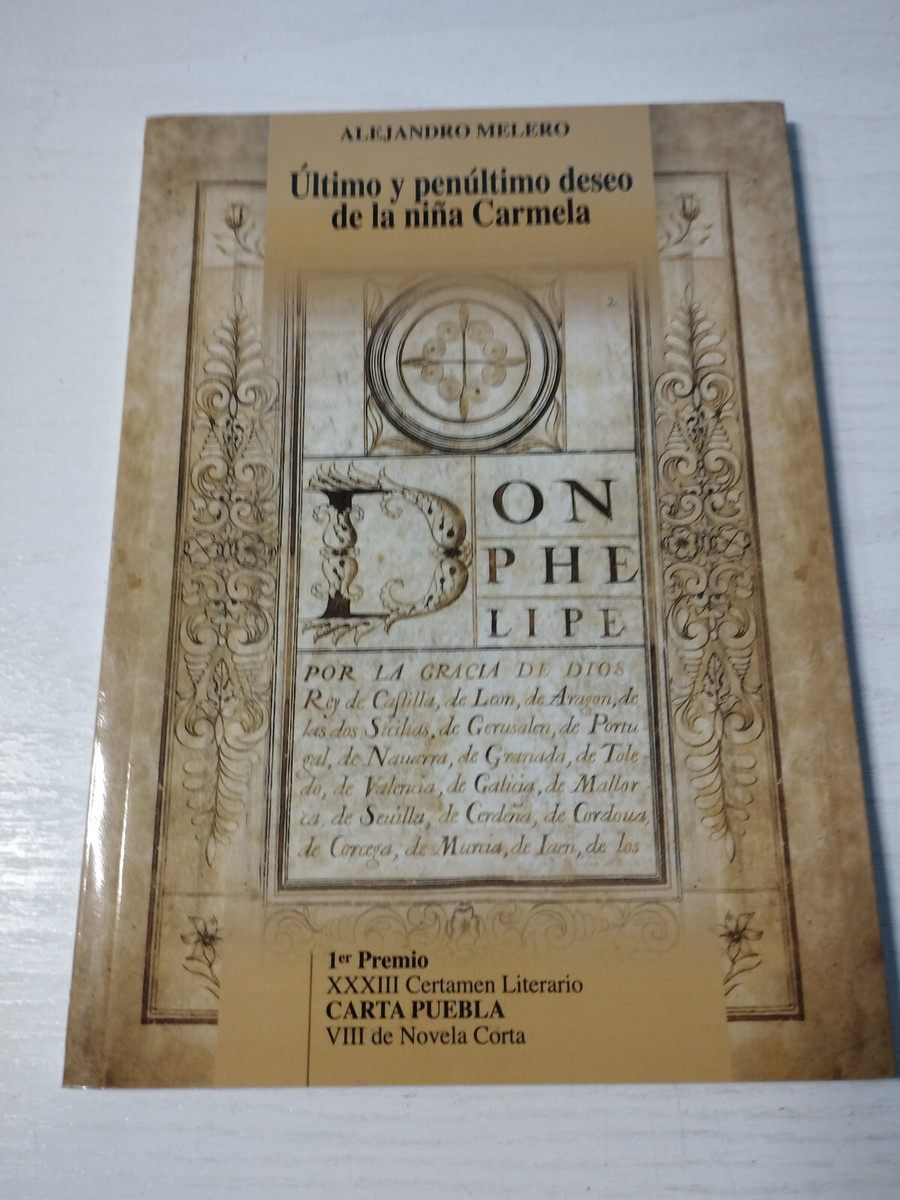 ALEJANDRO MELERO
Último y penúltimo deseo
de la niña Carmela
2
DON
PHE
LIPE
POR LA GRACIA DE DIOS
Rey de Castilla, de Leon, de Aragon, de
las dos Sicilias, de Gerusalen, de Portu-
gal, de Nauarra, de Granada, de Tole-
do, de Valencia, de Galicia, de Mallor
ca, de Seuilla, de Cerdeña, de Cordoua,
de Corcega, de Murcia, de Iaen, de los
1er Premio
XXXIII Certamen Literario
CARTA PUEBLA
VIII de Novela Corta